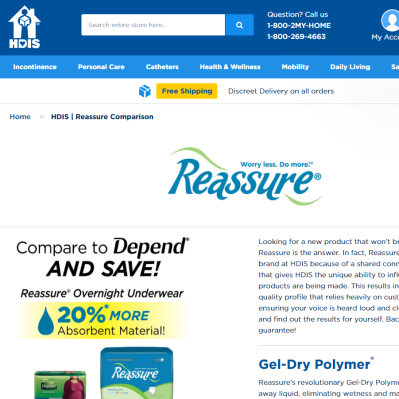 HDIS
Search entire store here...
Question? Call us
1-800-2MY-HOME
1-800-269-4663
My Acco
Incontinence Personal Care Catheters Health & Wellness Mobility Daily Living Sa
Free Shipping Discreet Delivery on all orders
Home > HDIS | Reassure Comparison
Worry less. Do more.™
Reassure®
Compare to Depend®
AND SAVE!
Reassure® Overnight Underwear
20%* MORE
Absorbent Material!
Depend
Reassure
Looking for a new product that won't br
Reassure is the answer. In fact, Reassure
brand at HDIS because of a shared conn
that gives HDIS the unique ability to infl
products are being made. This results in
quality profile that relies heavily on cust
ensuring your voice is heard loud and cl
and find out the results for yourself. Bac
guarantee!
Gel-Dry Polymer®
Reassure's revolutionary Gel-Dry Polyme
away liquid, eliminating wetness and ma